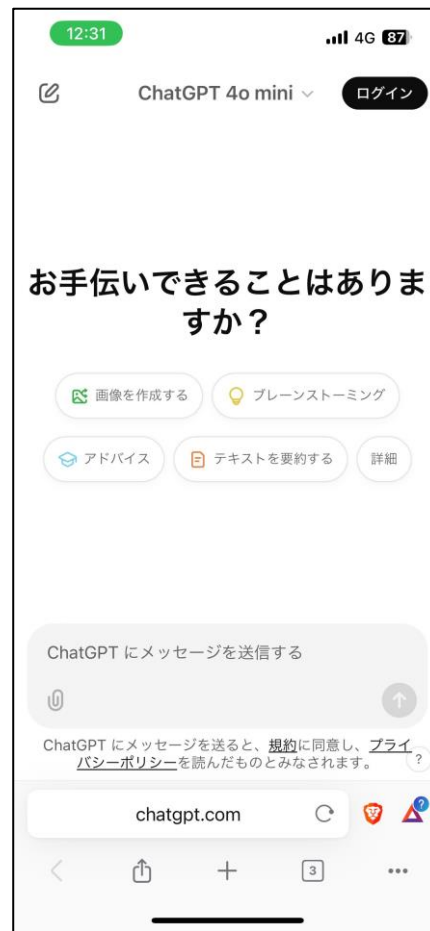 12:31 4G 87
ChatGPT 4o mini ログイン
お手伝いできることはありま
すか？
画像を作成する ブレーンストーミング
アドバイス テキストを要約する 詳細
ChatGPT にメッセージを送信する
ChatGPT にメッセージを送ると、規約に同意し、プライ
バシーポリシーを読んだものとみなされます。 ?
chatgpt.com ?
3